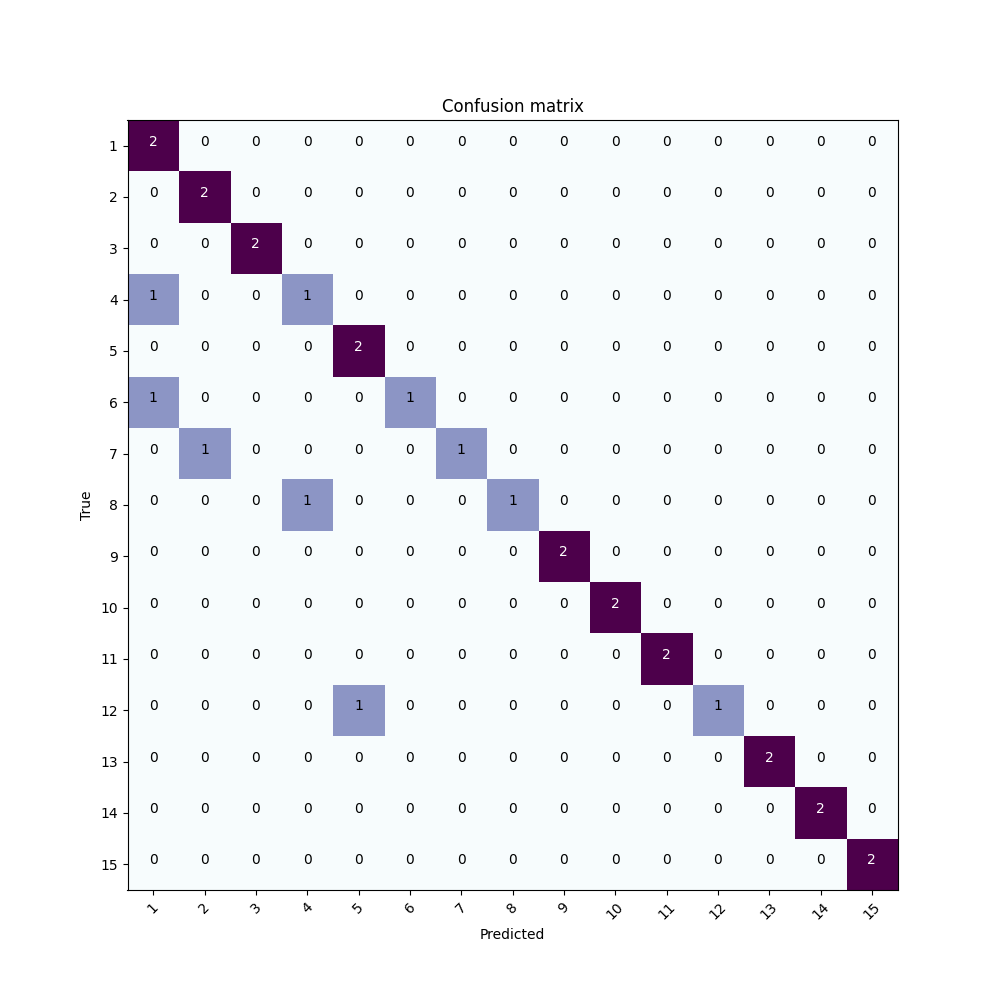 Confusion matrix
1 2 0 0 0 0 0 0 0 0 0 0 0 0 0 0
2 0 2 0 0 0 0 0 0 0 0 0 0 0 0 0
3 0 0 2 0 0 0 0 0 0 0 0 0 0 0 0
4 1 0 0 1 0 0 0 0 0 0 0 0 0 0 0
5 0 0 0 0 2 0 0 0 0 0 0 0 0 0 0
6 1 0 0 0 0 1 0 0 0 0 0 0 0 0 0
7 0 1 0 0 0 0 1 0 0 0 0 0 0 0 0
True
8 0 0 0 1 0 0 0 1 0 0 0 0 0 0 0
9 0 0 0 0 0 0 0 0 2 0 0 0 0 0 0
10 0 0 0 0 0 0 0 0 0 2 0 0 0 0 0
11 0 0 0 0 0 0 0 0 0 0 2 0 0 0 0
12 0 0 0 0 1 0 0 0 0 0 0 1 0 0 0
13 0 0 0 0 0 0 0 0 0 0 0 0 2 0 0
14 0 0 0 0 0 0 0 0 0 0 0 0 0 2 0
15 0 0 0 0 0 0 0 0 0 0 0 0 0 0 2
1 2 3 4 5 6 7 8 9 10 11 12 13 14 15
Predicted